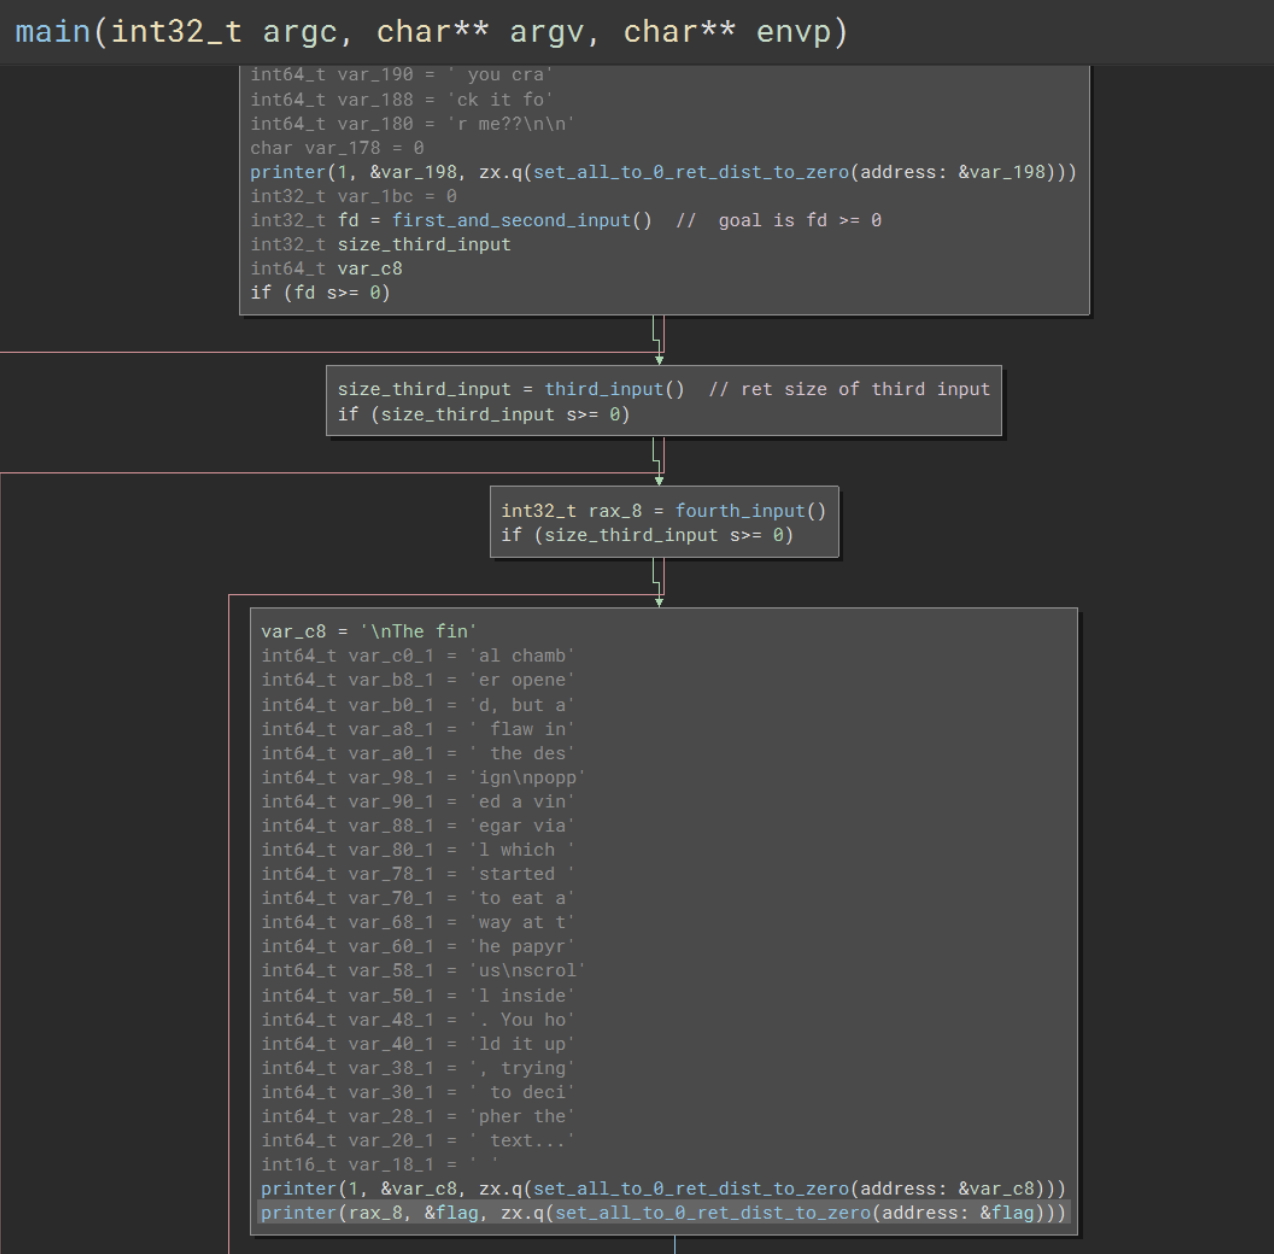 main(int32_t argc, char** argv, char** envp)
int64_t var_190 = ' you cra'
int64_t var_188 = 'ck it fo'
int64_t var_180 = 'r me??\n\n'
char var_178 = 0
printer(1, &var_198, zx.q(set_all_to_0_ret_dist_to_zero(address: &var_198)))
int32_t var_1bc = 0
int32_t fd = first_and_second_input()  //  goal is fd >= 0
int32_t size_third_input
int64_t var_c8
if (fd s>= 0)
size_third_input = third_input()  // ret size of third input
if (size_third_input s>= 0)
int32_t rax_8 = fourth_input()
if (size_third_input s>= 0)
var_c8 = '\nThe fin'
int64_t var_c0_1 = 'al chamb'
int64_t var_b8_1 = 'er opene'
int64_t var_b0_1 = 'd, but a'
int64_t var_a8_1 = ' flaw in'
int64_t var_a0_1 = ' the des'
int64_t var_98_1 = 'ign\npopp'
int64_t var_90_1 = 'ed a vin'
int64_t var_88_1 = 'egar via'
int64_t var_80_1 = 'l which '
int64_t var_78_1 = 'started '
int64_t var_70_1 = 'to eat a'
int64_t var_68_1 = 'way at t'
int64_t var_60_1 = 'he papyr'
int64_t var_58_1 = 'us\nscrol'
int64_t var_50_1 = 'l inside'
int64_t var_48_1 = '. You ho'
int64_t var_40_1 = 'ld it up'
int64_t var_38_1 = ', trying'
int64_t var_30_1 = ' to deci'
int64_t var_28_1 = 'pher the'
int64_t var_20_1 = ' text...'
int16_t var_18_1 = ' '
printer(1, &var_c8, zx.q(set_all_to_0_ret_dist_to_zero(address: &var_c8)))
printer(rax_8, &flag, zx.q(set_all_to_0_ret_dist_to_zero(address: &flag)))